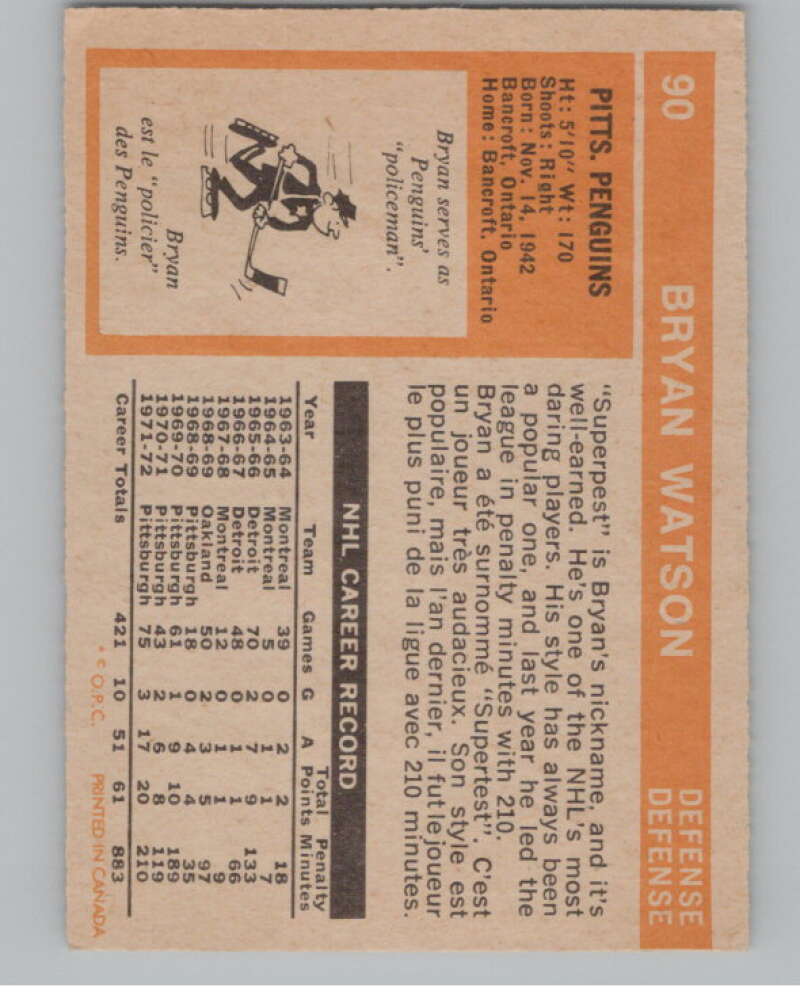 90 BRYAN WATSON DEFENSE
DEFENSE
PITTS. PENGUINS
Ht: 5'10" Wt: 170
Shoots: Right
Born: Nov. 14, 1942
Bancroft, Ontario
Home: Bancroft, Ontario
Bryan serves as
Penguins'
"policeman".
Bryan
est le "policier"
des Penguins.
"Superpest" is Bryan's nickname, and it's
well-earned. He's one of the NHL's most
daring players. His style has always been
a popular one, and last year he led the
league in penalty minutes with 210.
Bryan a été surnommé "Supertest". C'est
un joueur très audacieux. Son style est
populaire, mais l'an dernier, il fut le joueur
le plus puni de la ligue avec 210 minutes.
NHL CAREER RECORD
Total Penalty
Year Team Games G A Points Minutes
1963-64 Montreal 39 0 2 2 18
1964-65 Montreal 5 0 1 1 7
1965-66 Detroit 70 2 7 9 133
1966-67 Detroit 48 0 1 1 66
1967-68 Montreal 12 0 1 1 9
1968-69 Oakland 50 2 3 5 97
1968-69 Pittsburgh 18 0 4 4 35
1969-70 Pittsburgh 61 1 9 10 189
1970-71 Pittsburgh 43 2 6 8 119
1971-72 Pittsburgh 75 3 17 20 210
Career Totals 421 10 51 61 883
* © O.P.C. PRINTED IN CANADA